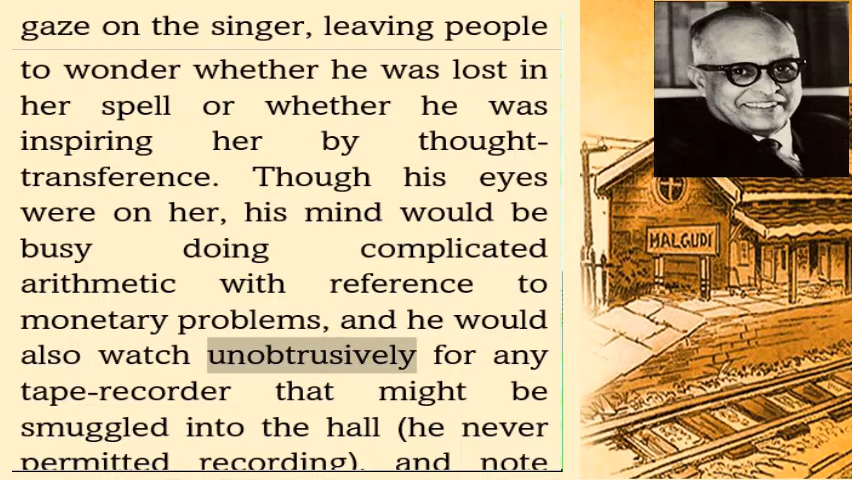 gaze on the singer, leaving people
to wonder whether he was lost in
her spell or whether he was
inspiring her by thought-
transference. Though his eyes
were on her, his mind would be
busy doing complicated
arithmetic with reference to
monetary problems, and he would
also watch unobtrusively for any
tape-recorder that might be
smuggled into the hall (he never
permitted recording), and note
MALGUDI